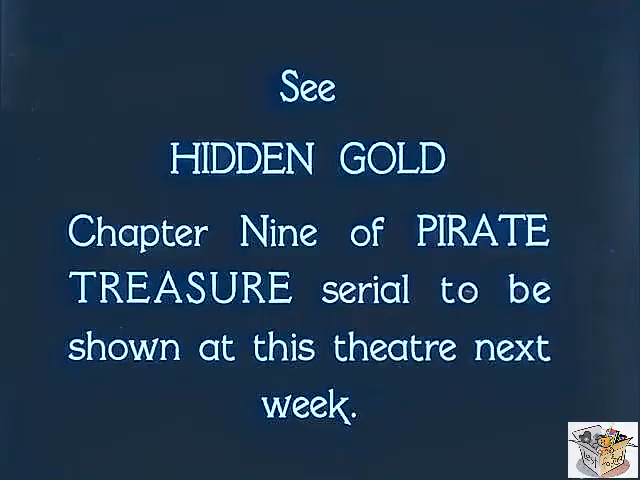 See
HIDDEN GOLD
Chapter Nine of PIRATE
TREASURE serial to be
shown at this theatre next
week.